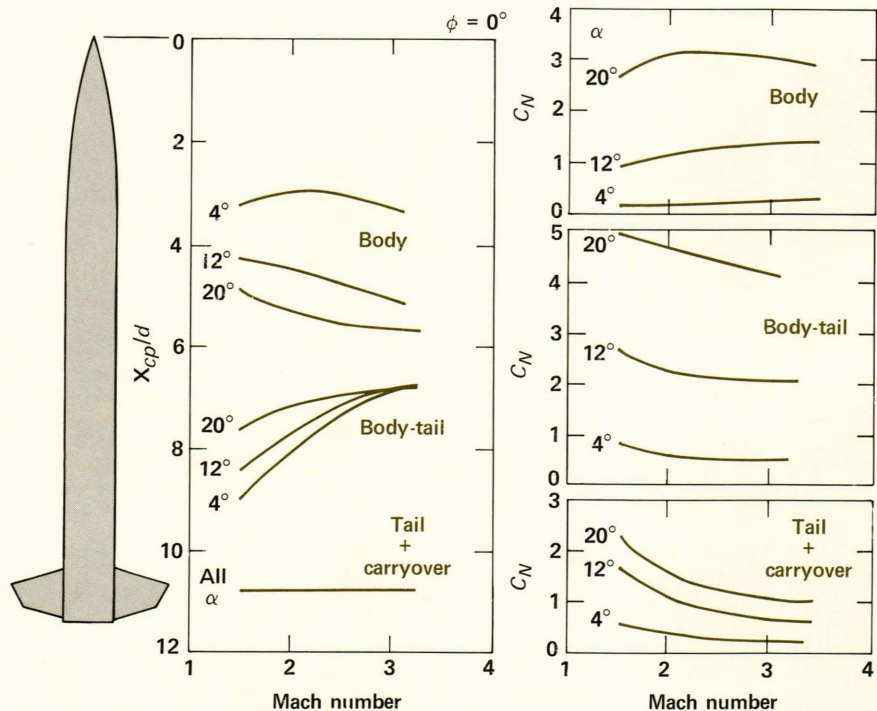 ϕ = 0°
0
2
4
6
8
10
12
X_cp/d
4°
12°
20°
Body
20°
12°
4°
Body-tail
Tail
+
carryover
All
α
1 2 3 4
Mach number
4
3
2
1
0
C_N
α
20°
12°
4°
Body
5
4
3
2
1
0
C_N
20°
12°
4°
Body-tail
3
2
1
0
C_N
20°
12°
4°
Tail
+
carryover
1 2 3 4
Mach number